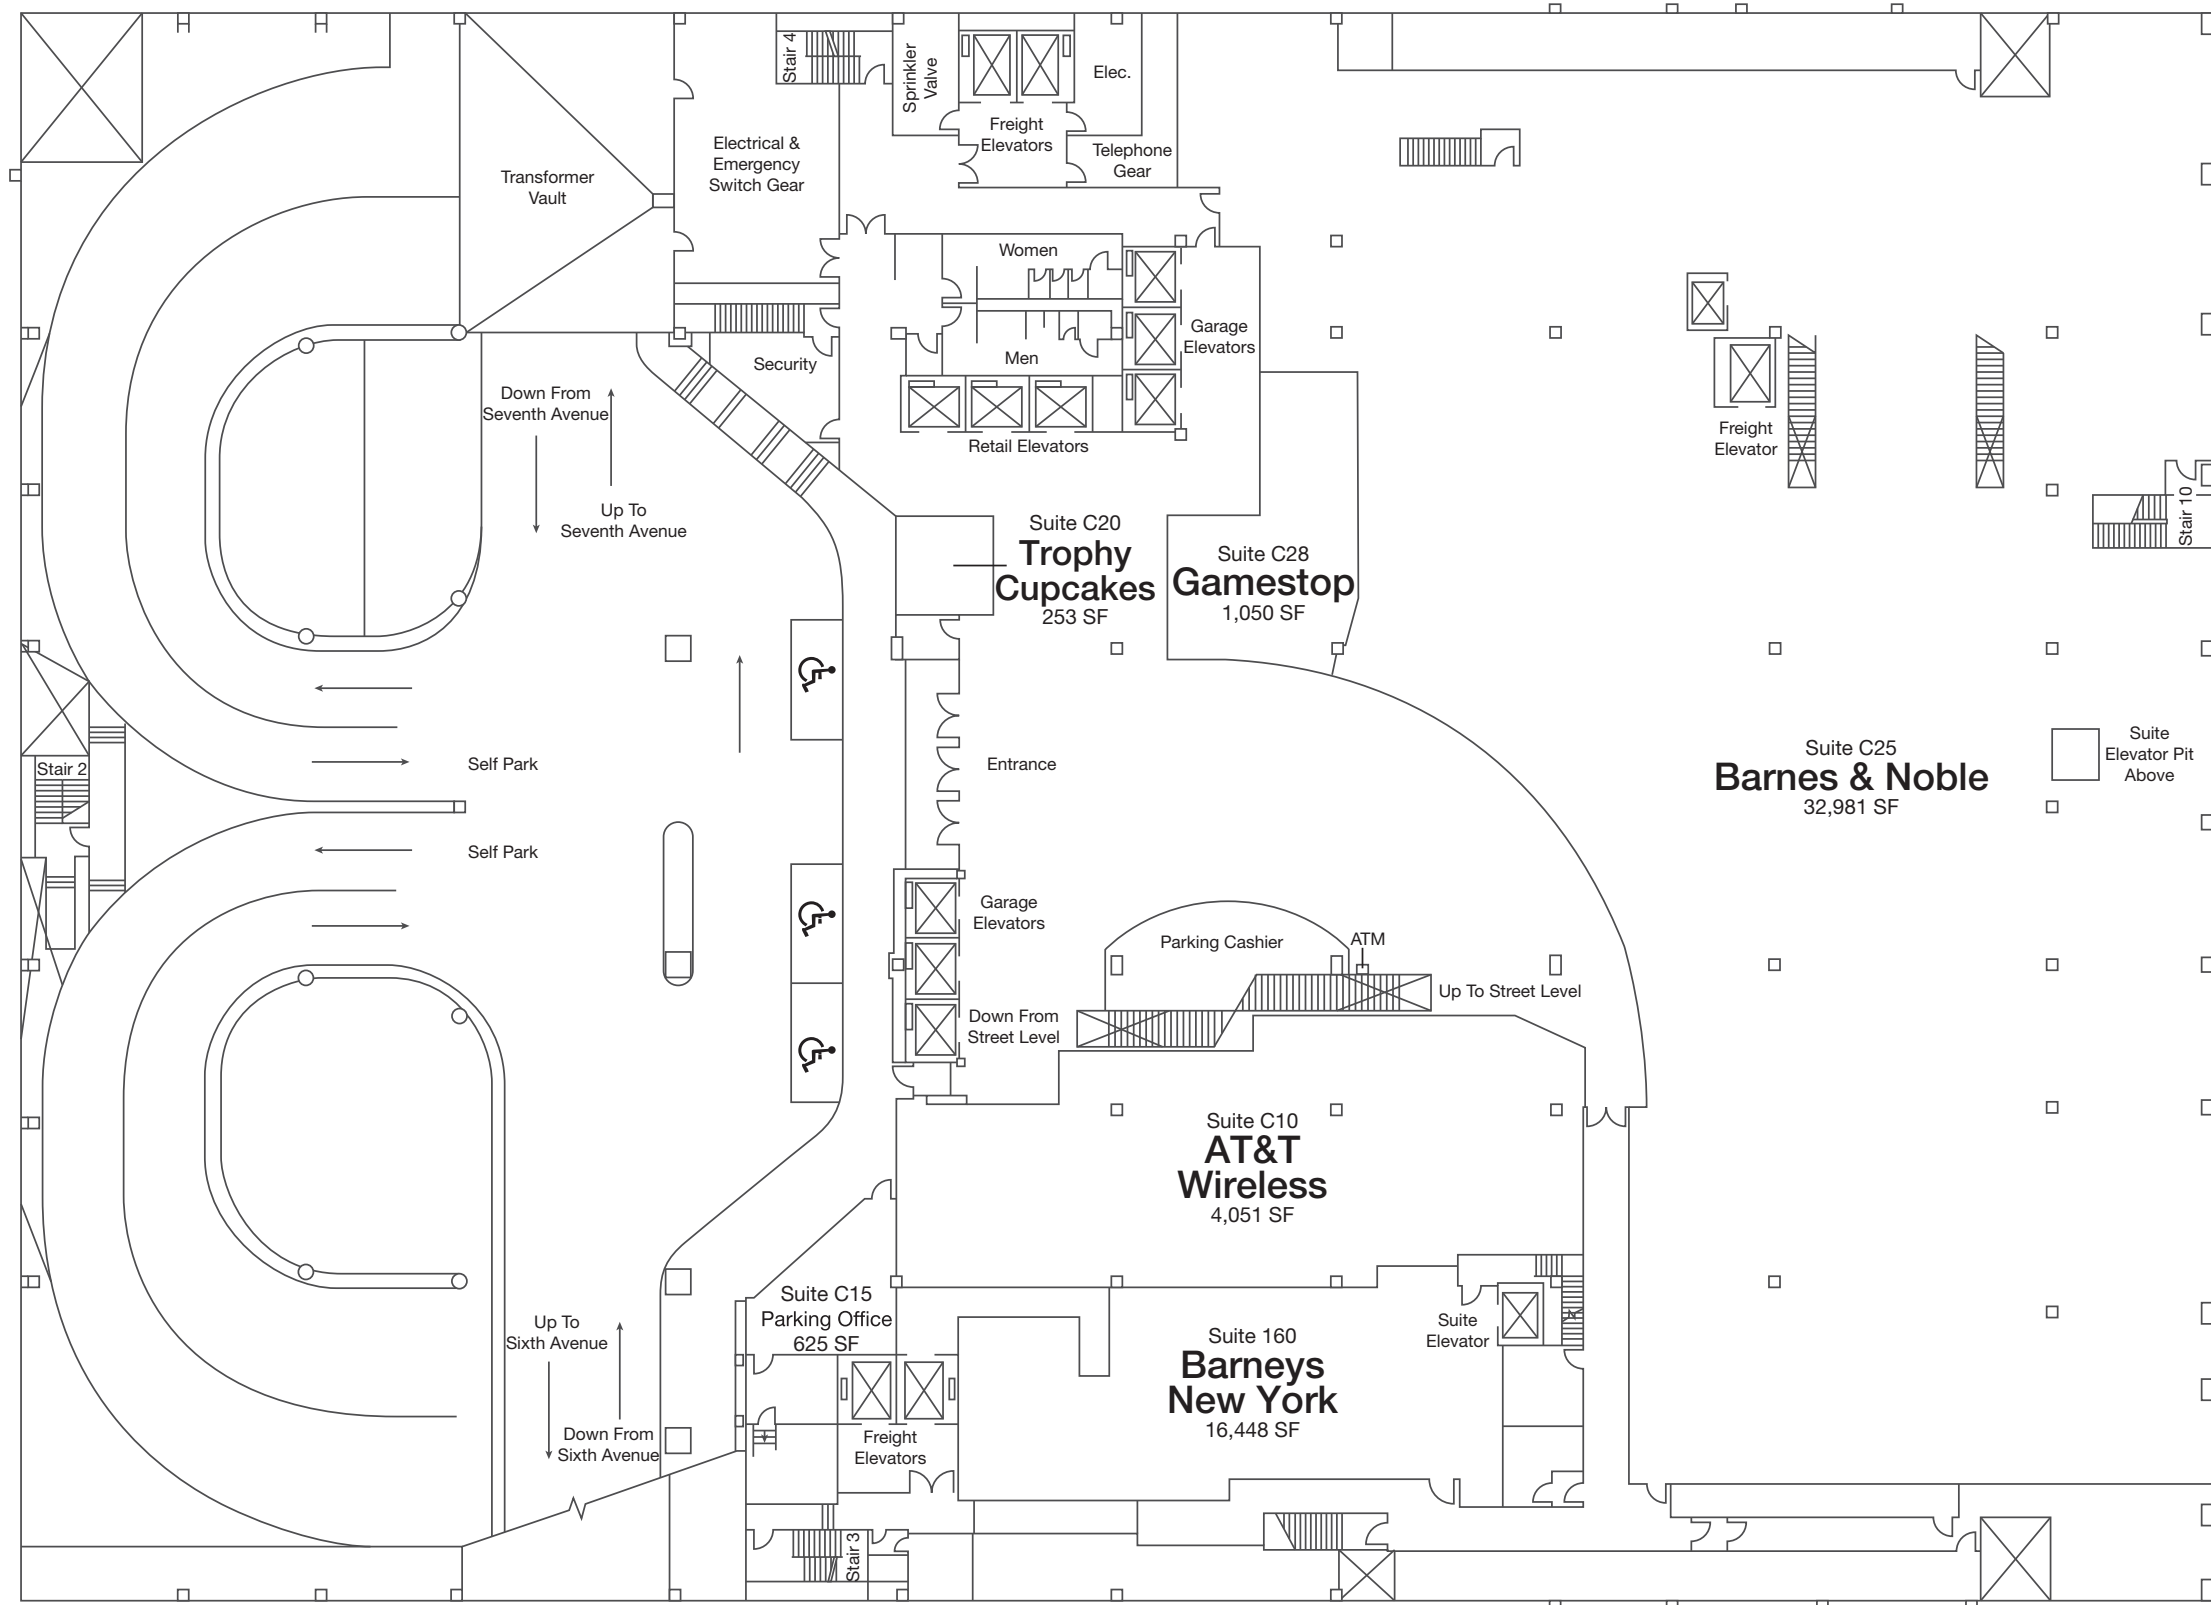 Stair 4
Sprinkler
Valve
Elec.
Freight
Elevators
Telephone
Gear
Electrical &
Emergency
Switch Gear
Transformer
Vault
Women
Men
Garage
Elevators
Retail Elevators
Security
Down From
Seventh Avenue
Up To
Seventh Avenue
Freight
Elevator
Stair 10
Suite C20
Trophy
Cupcakes
253 SF
Suite C28
Gamestop
1,050 SF
Suite C25
Barnes & Noble
32,981 SF
Suite
Elevator Pit
Above
Stair 2
Self Park
Self Park
Entrance
Garage
Elevators
Parking Cashier
ATM
Up To Street Level
Down From
Street Level
Suite C10
AT&T
Wireless
4,051 SF
Suite C15
Parking Office
625 SF
Up To
Sixth Avenue
Down From
Sixth Avenue
Suite
Elevator
Suite 160
Barneys
New York
16,448 SF
Freight
Elevators
Stair 3